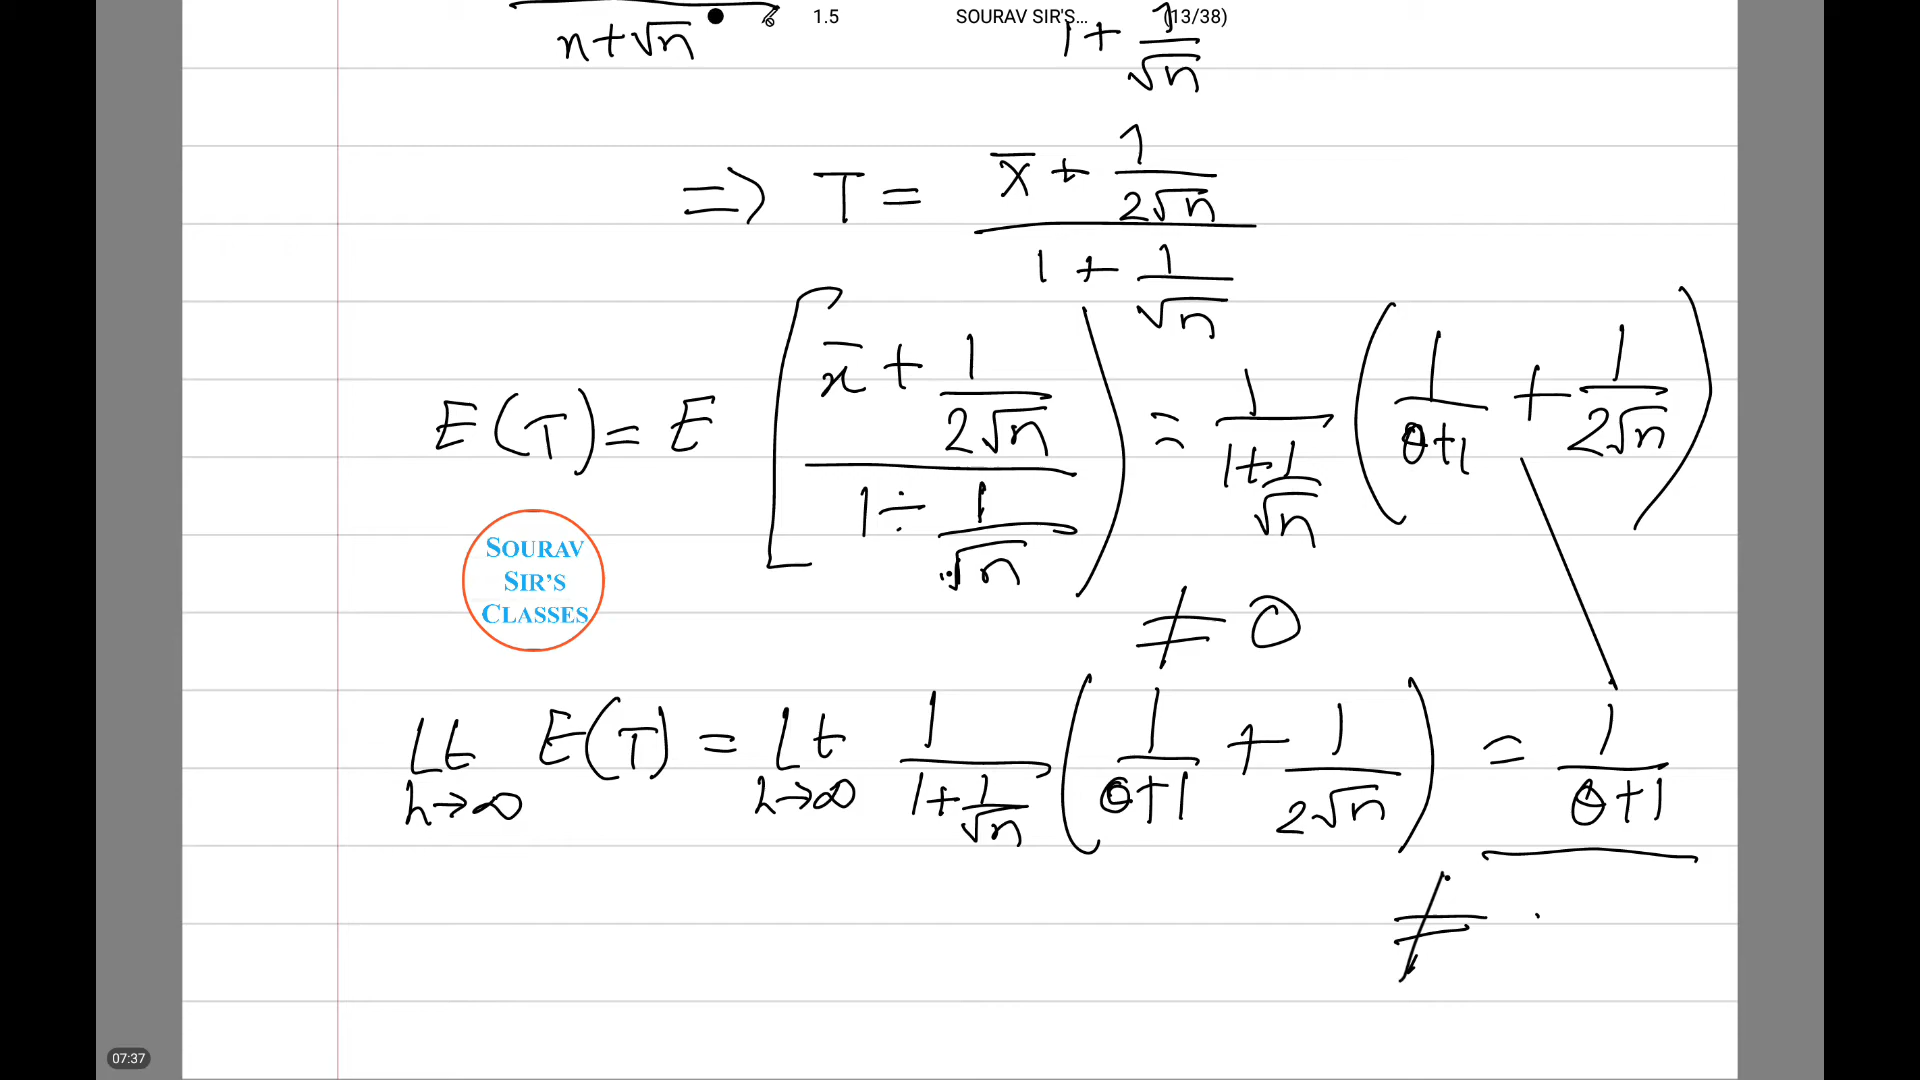 1.5 SOURAV SIR'S... (13/38)
n+√n 1+1/√n
=> T = (x̅ + 1/(2√n)) / (1 + 1/√n)
E(T) = E [(x̅ + 1/(2√n)) / (1 ÷ 1/√n)) = 1/(1+1/√n) (1/(θ+1) + 1/(2√n))
≠ 0
SOURAV
SIR'S
CLASSES
Lt n→∞ E(T) = Lt n→∞ 1/(1+1/√n) (1/(θ+1) + 1/(2√n)) = 1/(θ+1)
≠
07:37